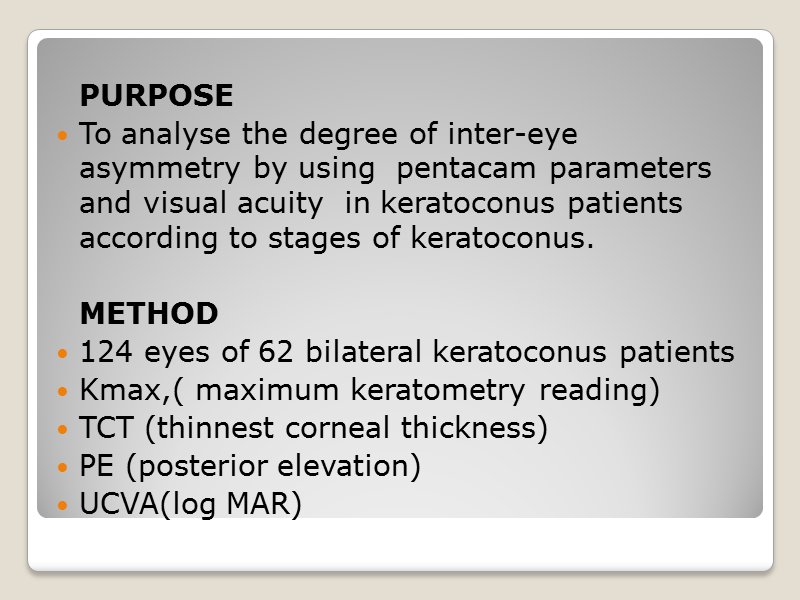 PURPOSE
• To analyse the degree of inter-eye
asymmetry by using  pentacam parameters
and visual acuity  in keratoconus patients
according to stages of keratoconus.
METHOD
• 124 eyes of 62 bilateral keratoconus patients
• Kmax,( maximum keratometry reading)
• TCT (thinnest corneal thickness)
• PE (posterior elevation)
• UCVA(log MAR)